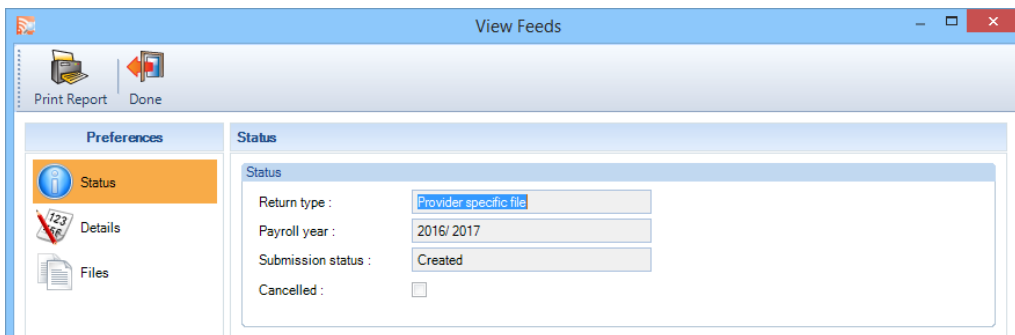 View Feeds
Print Report Done
Preferences Status
Status
Status
Return type : Provider specific file
Payroll year : 2016/ 2017
Submission status : Created
Cancelled :
Details
Files